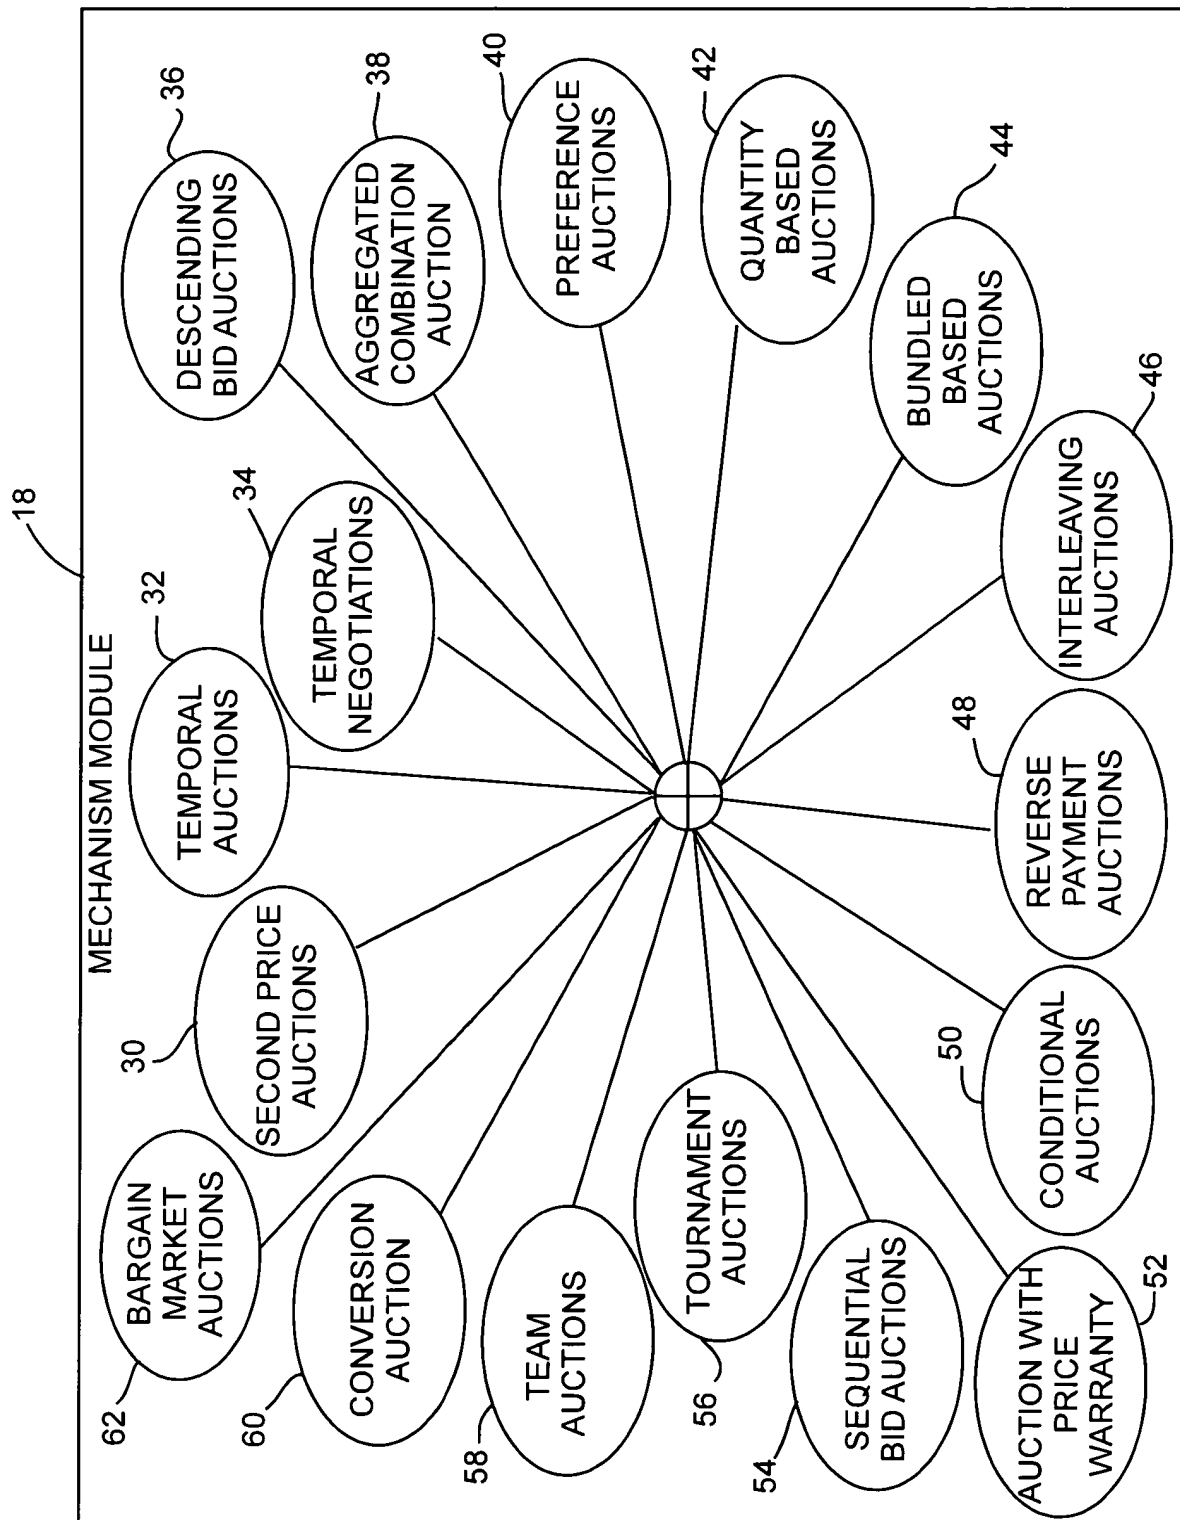 18
MECHANISM MODULE
62
BARGAIN
MARKET
AUCTIONS
30
SECOND PRICE
AUCTIONS
32
TEMPORAL
AUCTIONS
34
TEMPORAL
NEGOTIATIONS
36
DESCENDING
BID AUCTIONS
38
AGGREGATED
COMBINATION
AUCTION
40
PREFERENCE
AUCTIONS
42
QUANTITY
BASED
AUCTIONS
44
BUNDLED
BASED
AUCTIONS
46
INTERLEAVING
AUCTIONS
48
REVERSE
PAYMENT
AUCTIONS
50
CONDITIONAL
AUCTIONS
52
AUCTION WITH
PRICE
WARRANTY
54
SEQUENTIAL
BID AUCTIONS
56
TOURNAMENT
AUCTIONS
58
TEAM
AUCTIONS
60
CONVERSION
AUCTION